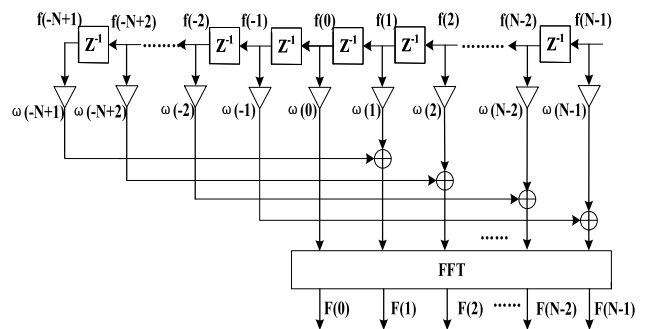 f(-N+1) f(-N+2) f(-2) f(-1) f(0) f(1) f(2) f(N-2) f(N-1)
Z⁻¹ ········ Z⁻¹ Z⁻¹ Z⁻¹ Z⁻¹ ········· Z⁻¹
ω(-N+1) ω(-N+2) ω(-2) ω(-1) ω(0) ω(1) ω(2) ω(N-2) ω(N-1)
······
FFT
F(0) F(1) F(2) ······ F(N-2) F(N-1)